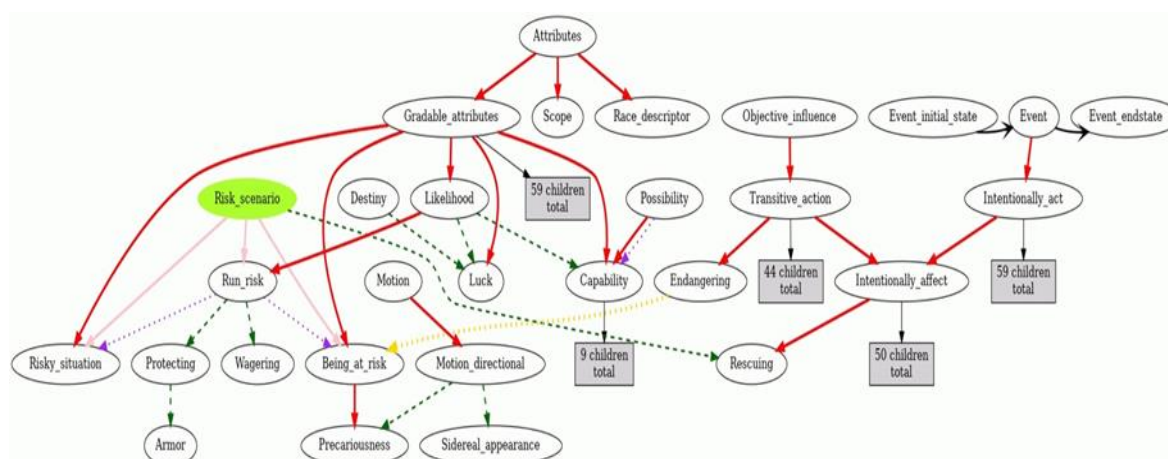 Attributes
Gradable_attributes
Scope
Race_descriptor
Objective_influence
Event_initial_state
Event
Event_endstate
Risk_scenario
Destiny
Likelihood
59 children
total
Possibility
Transitive_action
Intentionally_act
Run_risk
Motion
Luck
Capability
Endangering
44 children
total
Intentionally_affect
59 children
total
Risky_situation
Protecting
Wagering
Being_at_risk
Motion_directional
9 children
total
Rescuing
50 children
total
Armor
Precariousness
Sidereal_appearance